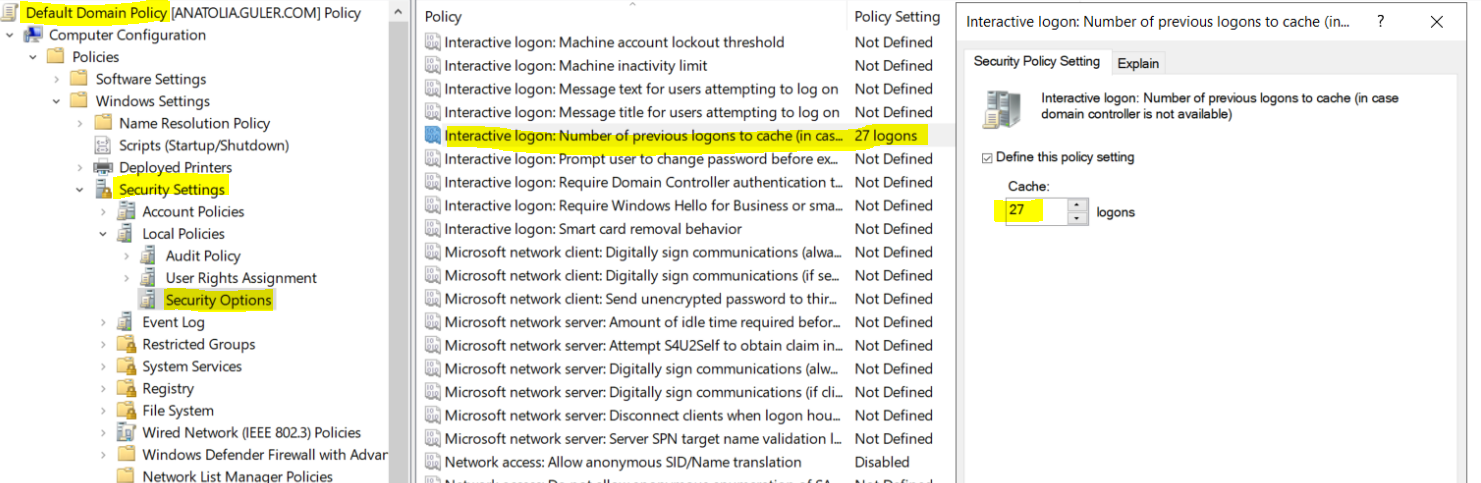 Default Domain Policy [ANATOLIA.GULER.COM] Policy
Computer Configuration
Policies
Software Settings
Windows Settings
Name Resolution Policy
Scripts (Startup/Shutdown)
Deployed Printers
Security Settings
Account Policies
Local Policies
Audit Policy
User Rights Assignment
Security Options
Event Log
Restricted Groups
System Services
Registry
File System
Wired Network (IEEE 802.3) Policies
Windows Defender Firewall with Advar
Network List Manager Policies
Policy Policy Setting
Interactive logon: Machine account lockout threshold Not Defined
Interactive logon: Machine inactivity limit Not Defined
Interactive logon: Message text for users attempting to log on Not Defined
Interactive logon: Message title for users attempting to log on Not Defined
Interactive logon: Number of previous logons to cache (in cas... 27 logons
Interactive logon: Prompt user to change password before ex... Not Defined
Interactive logon: Require Domain Controller authentication t... Not Defined
Interactive logon: Require Windows Hello for Business or sma... Not Defined
Interactive logon: Smart card removal behavior Not Defined
Microsoft network client: Digitally sign communications (alwa... Not Defined
Microsoft network client: Digitally sign communications (if se... Not Defined
Microsoft network client: Send unencrypted password to thir... Not Defined
Microsoft network server: Amount of idle time required befor... Not Defined
Microsoft network server: Attempt S4U2Self to obtain claim in... Not Defined
Microsoft network server: Digitally sign communications (alw... Not Defined
Microsoft network server: Digitally sign communications (if cli... Not Defined
Microsoft network server: Disconnect clients when logon hou... Not Defined
Microsoft network server: Server SPN target name validation l... Not Defined
Network access: Allow anonymous SID/Name translation Disabled
Interactive logon: Number of previous logons to cache (in... ?
Security Policy Setting Explain
Interactive logon: Number of previous logons to cache (in case
domain controller is not available)
Define this policy setting
Cache:
27 logons